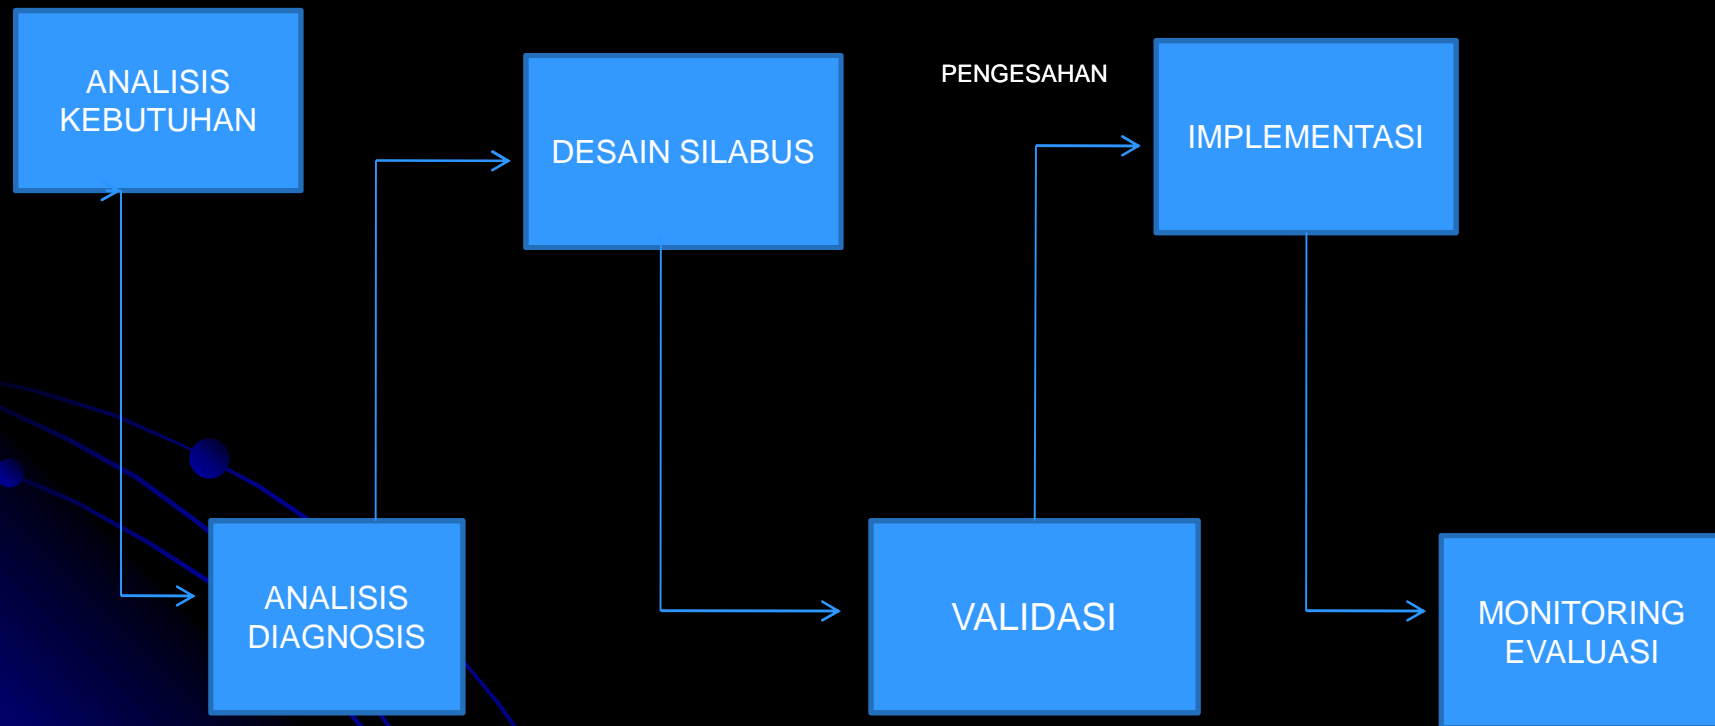 ANALISIS
KEBUTUHAN
ANALISIS
DIAGNOSIS
DESAIN SILABUS
VALIDASI
PENGESAHAN
IMPLEMENTASI
MONITORING
EVALUASI